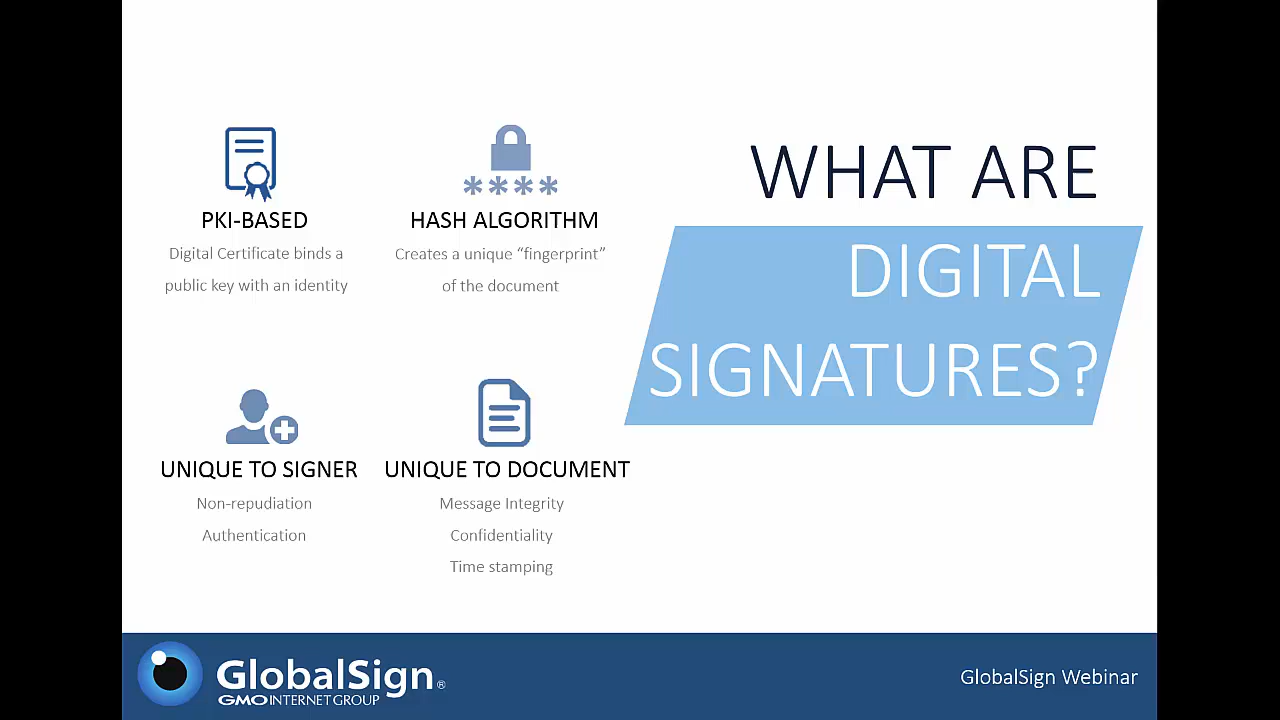 WHAT ARE
DIGITAL
SIGNATURES?
PKI-BASED
Digital Certificate binds a
public key with an identity
****
HASH ALGORITHM
Creates a unique “fingerprint”
of the document
UNIQUE TO SIGNER
Non-repudiation
Authentication
UNIQUE TO DOCUMENT
Message Integrity
Confidentiality
Time stamping
GlobalSign®
GMO INTERNET GROUP
GlobalSign Webinar